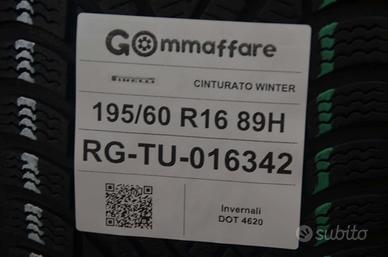 GOmmaffare
PIRELLI CINTURATO WINTER
195/60 R16 89H
RG-TU-016342
Invernali
DOT 4620
subito